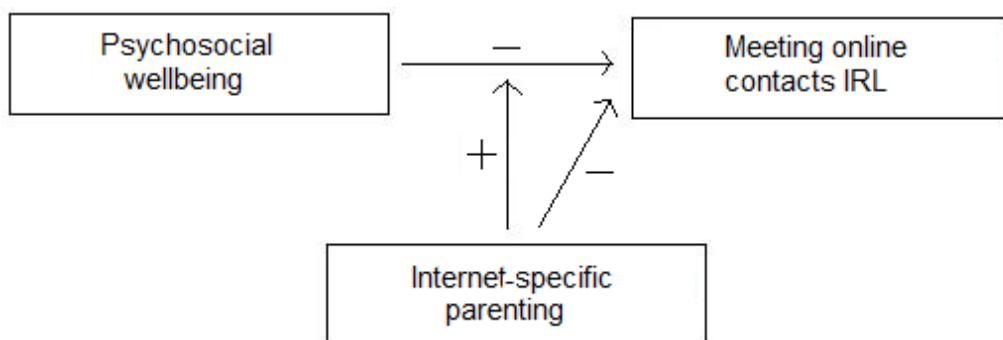 Psychosocial
wellbeing
–
Meeting online
contacts IRL
+
–
Internet-specific
parenting